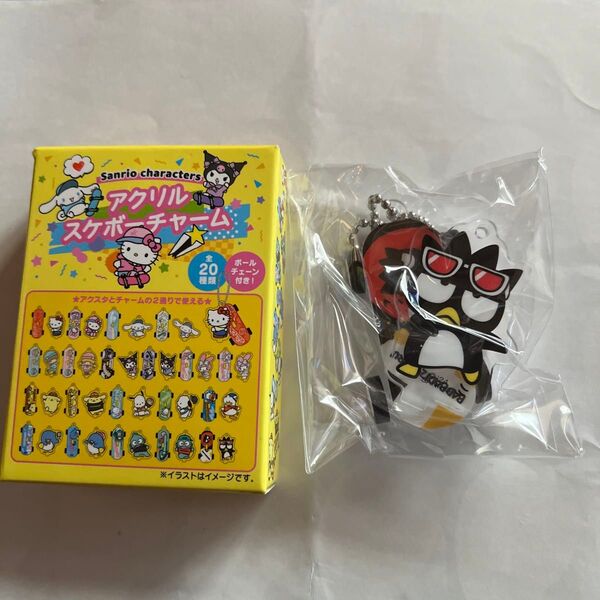 Sanrio characters
アクリル
スケボーチャーム
全
20
種類
ボール
チェーン
付き!
★アクスタとチャームの2通りで使える★
※イラストはイメージです。